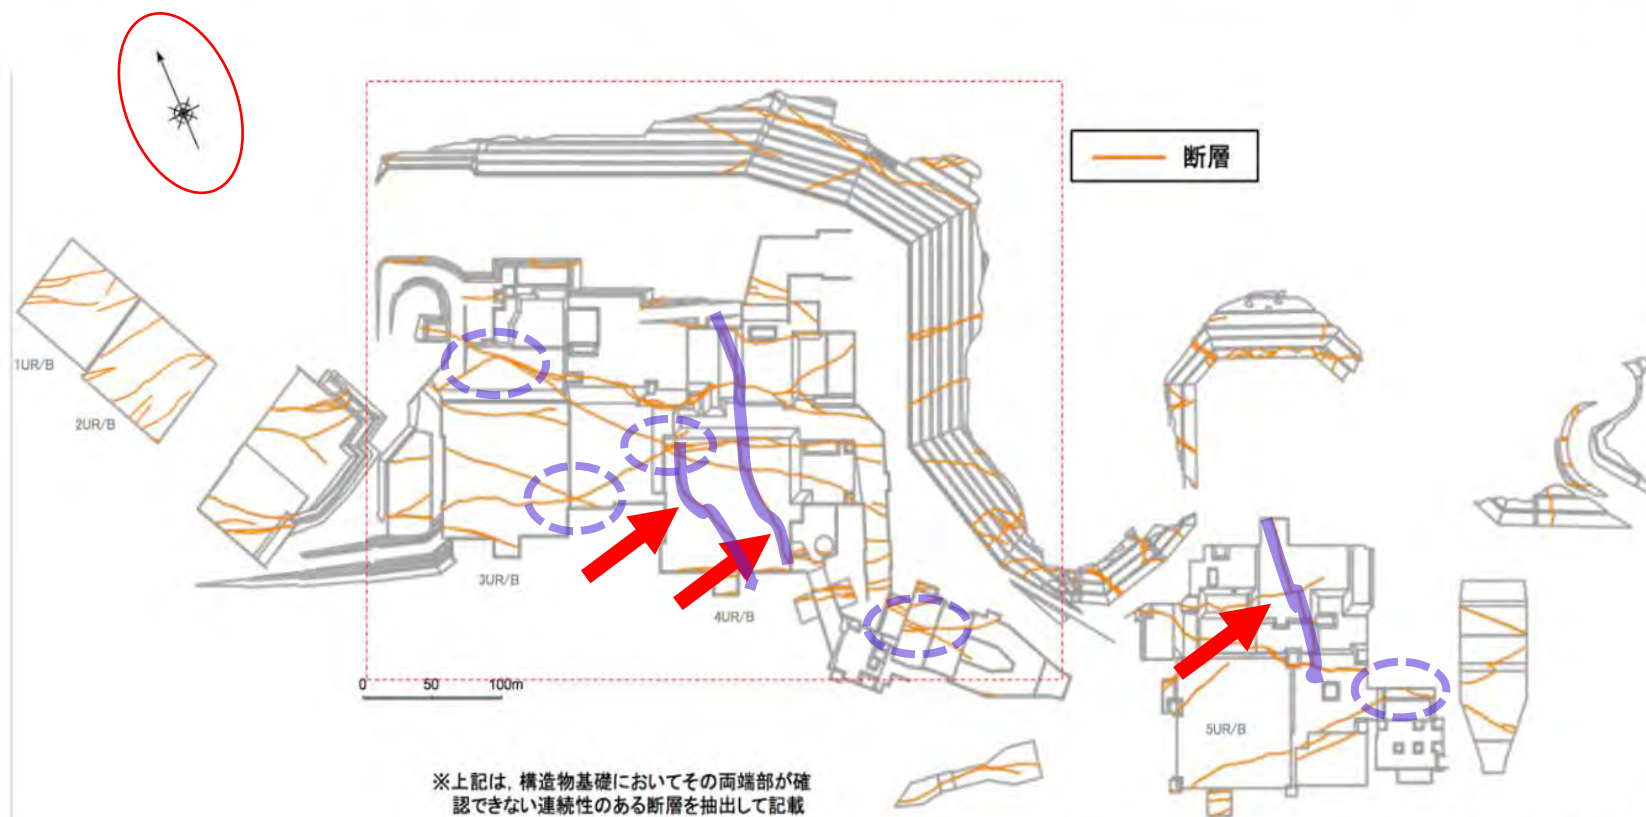 断層
1UR/B
2UR/B
3UR/B
4UR/B
5UR/B
0 50 100m
※上記は，構造物基礎においてその両端部が確
認できない連続性のある断層を抽出して記載